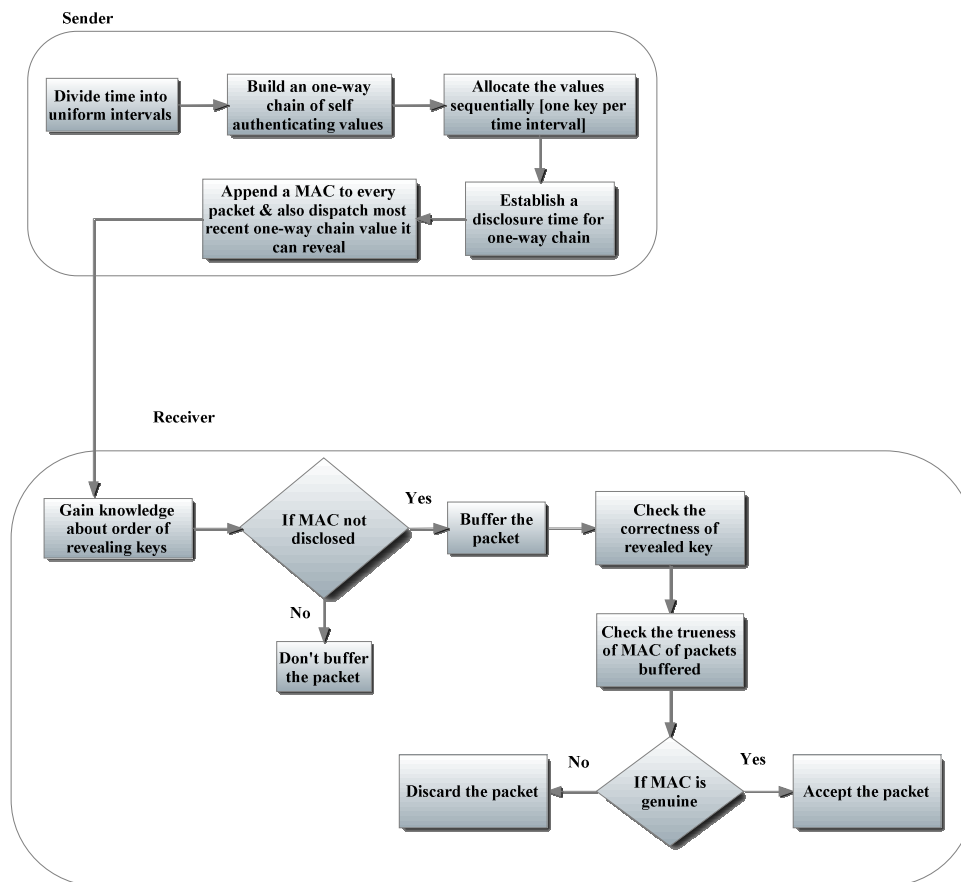 Sender
Divide time into
uniform intervals
Build an one-way
chain of self
authenticating values
Allocate the values
sequentially [one key per
time interval]
Establish a
disclosure time for
one-way chain
Append a MAC to every
packet & also dispatch most
recent one-way chain value it
can reveal
Receiver
Gain knowledge
about order of
revealing keys
If MAC not
disclosed
Yes
Buffer the
packet
Check the
correctness of
revealed key
No
Don't buffer
the packet
Check the trueness
of MAC of packets
buffered
If MAC is
genuine
No
Discard the packet
Yes
Accept the packet